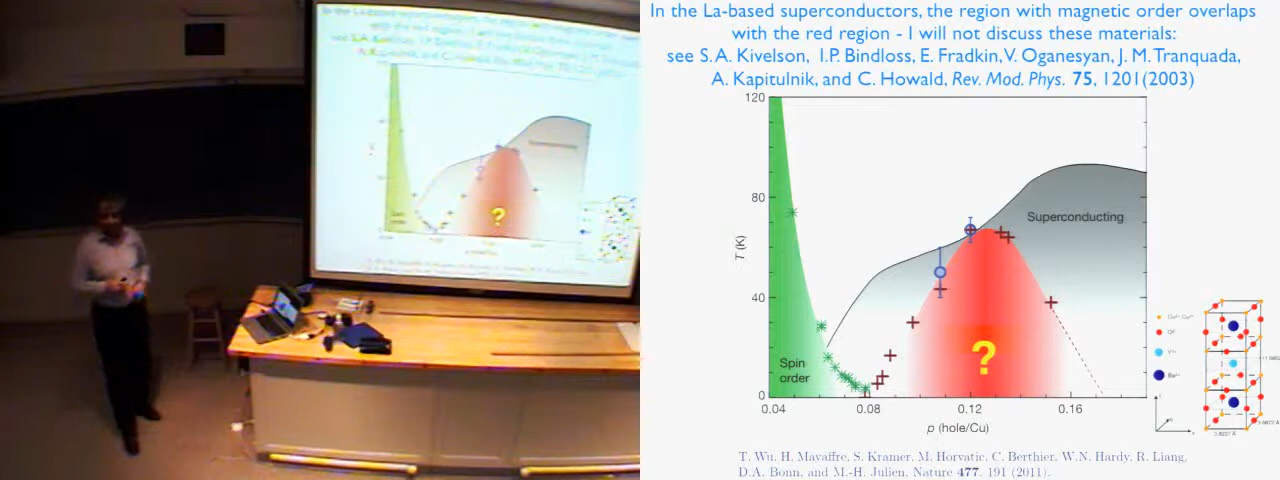 In the La-based superconductors, the region with magnetic order overlaps
with the red region - I will not discuss these materials:
see S.A. Kivelson, I.P. Bindloss, E. Fradkin, V. Oganesyan, J. M. Tranquada,
A. Kapitulnik, and C. Howald, Rev. Mod. Phys. 75, 1201(2003)
120
80
40
0
T (K)
Superconducting
Spin
order
?
0.04 0.08 0.12 0.16
p (hole/Cu)
T. Wu, H. Mayaffre, S. Kramer, M. Horvatic, C. Berthier, W.N. Hardy, R. Liang,
D.A. Bonn, and M.-H. Julien, Nature 477, 191 (2011).